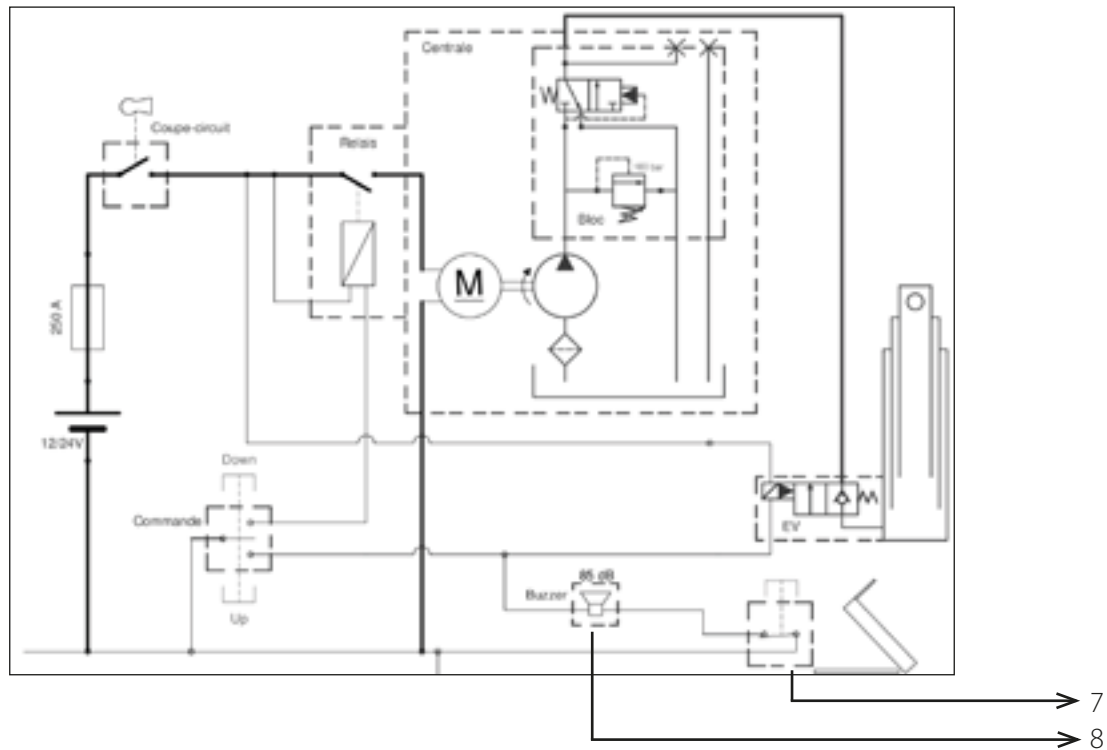 Centrale
Coupe-circuit
Relais
Bloc
M
250 A
12/24V
Down
Commande
Up
EV
85 dB
Buzzer
7
8